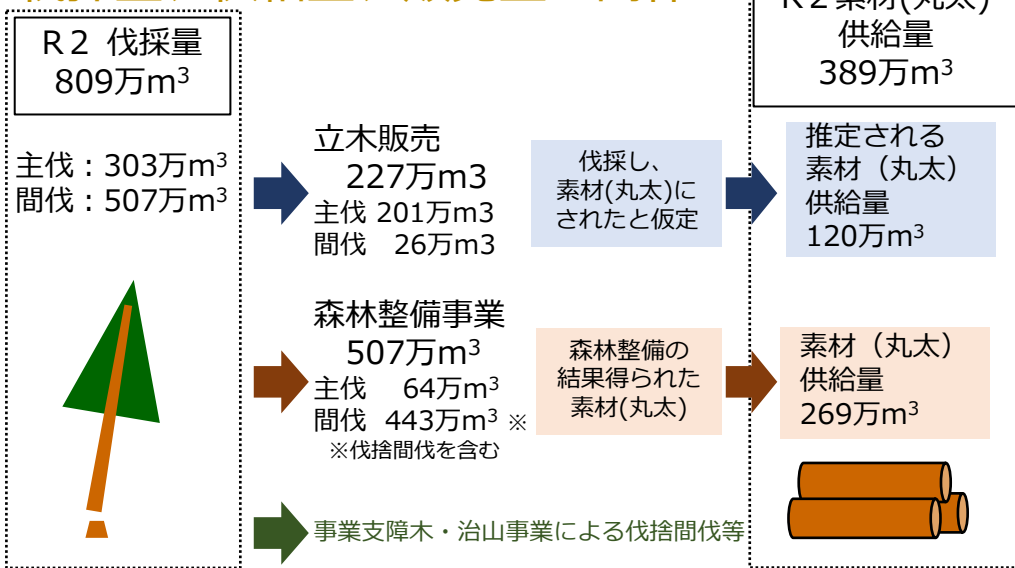 R２ 伐採量
809万m³
主伐：303万m³
間伐：507万m³
立木販売
227万m3
主伐 201万m3
間伐 26万m3
伐採し、
素材(丸太)に
されたと仮定
供給量
389万m³
推定される
素材（丸太）
供給量
120万m³
森林整備事業
507万m³
主伐 64万m³
間伐 443万m³ ※
※伐捨間伐を含む
森林整備の
結果得られた
素材(丸太)
素材（丸太）
供給量
269万m³
事業支障木・治山事業による伐捨間伐等